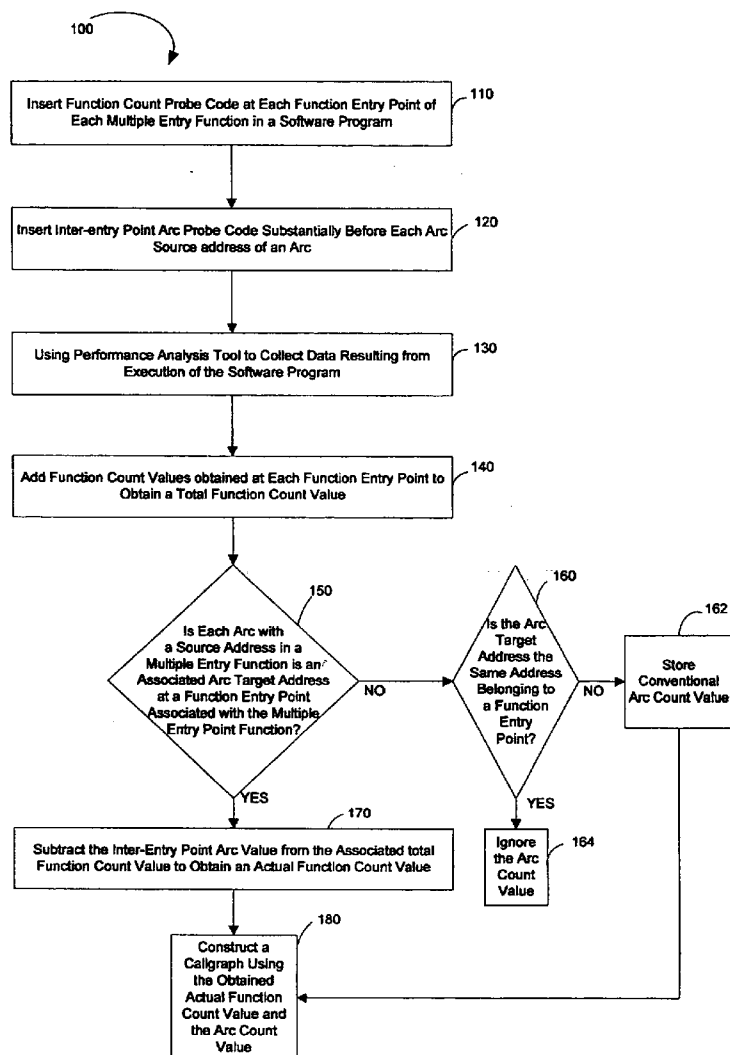 100
Insert Function Count Probe Code at Each Function Entry Point of
Each Multiple Entry Function in a Software Program
110
Insert Inter-entry Point Arc Probe Code Substantially Before Each Arc
Source address of an Arc
120
Using Performance Analysis Tool to Collect Data Resulting from
Execution of the Software Program
130
Add Function Count Values obtained at Each Function Entry Point to
Obtain a Total Function Count Value
140
150
Is Each Arc with
a Source Address in a
Multiple Entry Function is an
Associated Arc Target Address
at a Function Entry Point
Associated with the Multiple
Entry Point Function?
NO
YES
160
Is the Arc
Target
Address the
Same Address
Belonging to
a Function
Entry
Point?
NO
YES
162
Store
Conventional
Arc Count Value
164
Ignore
the Arc
Count
Value
170
Subtract the Inter-Entry Point Arc Value from the Associated total
Function Count Value to Obtain an Actual Function Count Value
180
Construct a
Callgraph Using
the Obtained
Actual Function
Count Value and
the Arc Count
Value